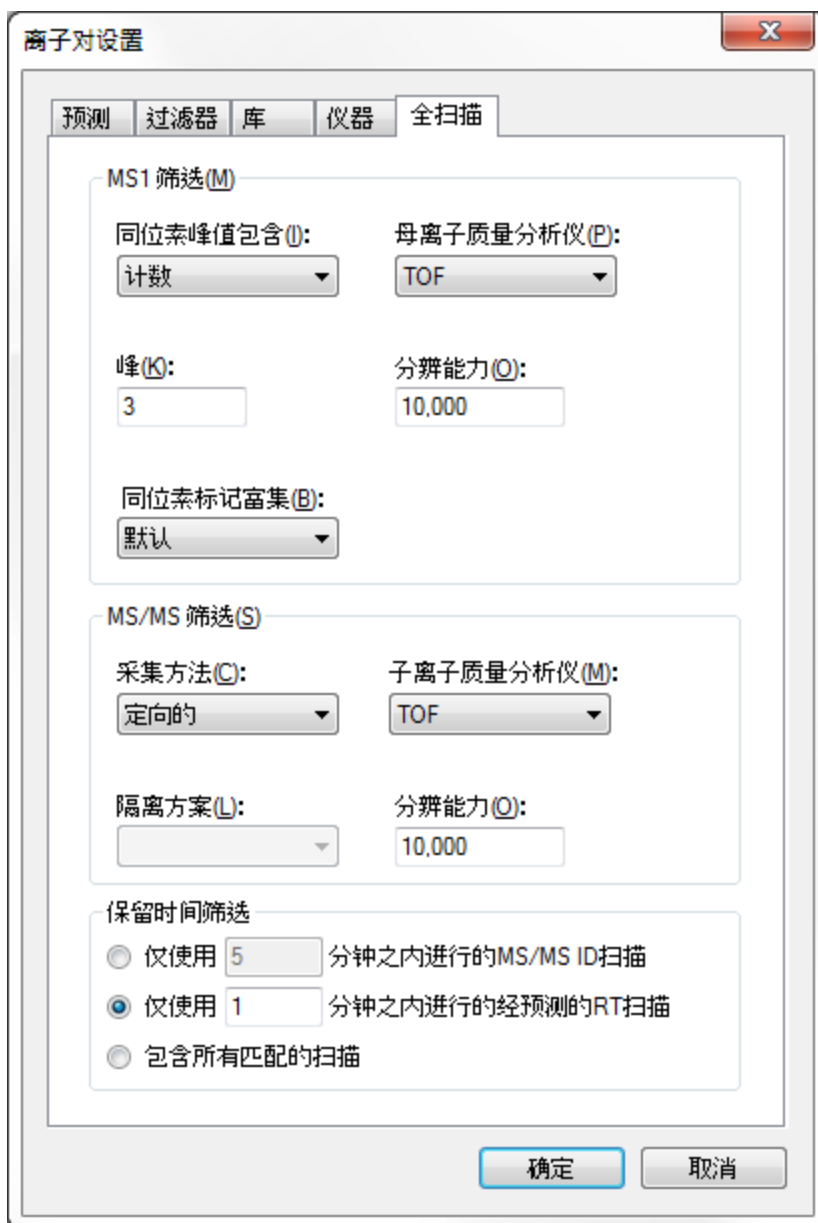 离子对设置
预测 过滤器 库 仪器 全扫描
MS1 筛选(M)
同位素峰值包含(I): 母离子质量分析仪(P):
计数 TOF
峰(K): 分辨能力(O):
3 10,000
同位素标记富集(B):
默认
MS/MS 筛选(S)
采集方法(C): 子离子质量分析仪(M):
定向的 TOF
隔离方案(L): 分辨能力(O):
10,000
保留时间筛选
仅使用 5 分钟之内进行的MS/MS ID扫描
仅使用 1 分钟之内进行的经预测的RT扫描
包含所有匹配的扫描
确定 取消